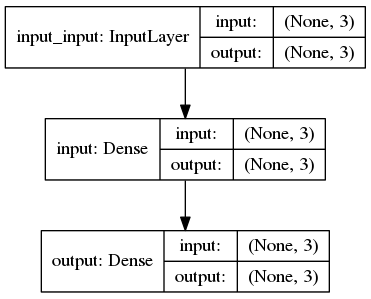 input_input: InputLayer
input: (None, 3)
output: (None, 3)
input: Dense
input: (None, 3)
output: (None, 3)
output: Dense
input: (None, 3)
output: (None, 3)